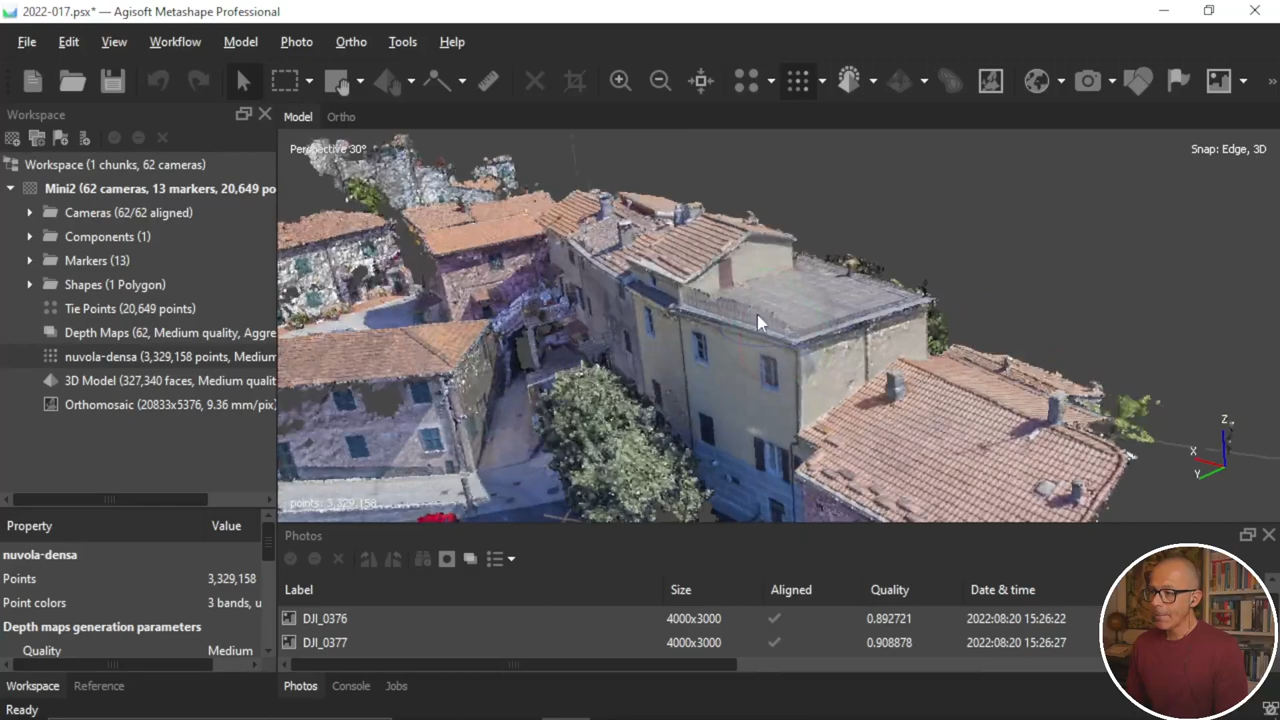 2022-017.psx* — Agisoft Metashape Professional
File Edit View Workflow Model Photo Ortho Tools Help
»
Workspace
Model Ortho
Perspective 30°
Snap: Edge, 3D
Workspace (1 chunks, 62 cameras)
Mini2 (62 cameras, 13 markers, 20,649 po
Cameras (62/62 aligned)
Components (1)
Markers (13)
Shapes (1 Polygon)
Tie Points (20,649 points)
Depth Maps (62, Medium quality, Aggre
nuvola-densa (3,329,158 points, Medium
3D Model (327,340 faces, Medium qualit
Orthomosaic (20833x5376, 9.36 mm/pix)
Z
X
Y
points: 3,329,158
Property Value
nuvola-densa
Points 3,329,158
Point colors 3 bands, u
Depth maps generation parameters
Quality Medium
Photos
Label Size Aligned Quality Date & time
DJI_0376 4000x3000 0.892721 2022:08:20 15:26:22
DJI_0377 4000x3000 0.908878 2022:08:20 15:26:27
Workspace Reference
Photos Console Jobs
Ready